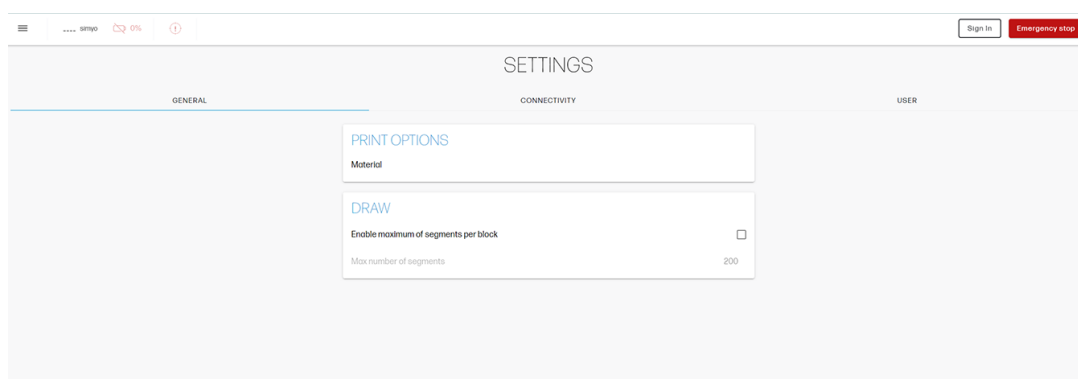 simyo 0% Sign In Emergency stop
SETTINGS
GENERAL CONNECTIVITY USER
PRINT OPTIONS
Material
DRAW
Enable maximum of segments per block
Max number of segments 200